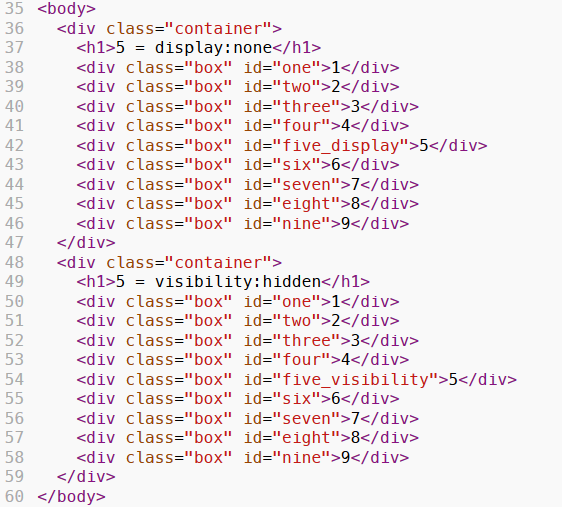 35 <body>
36   <div class="container">
37     <h1>5 = display:none</h1>
38     <div class="box" id="one">1</div>
39     <div class="box" id="two">2</div>
40     <div class="box" id="three">3</div>
41     <div class="box" id="four">4</div>
42     <div class="box" id="five_display">5</div>
43     <div class="box" id="six">6</div>
44     <div class="box" id="seven">7</div>
45     <div class="box" id="eight">8</div>
46     <div class="box" id="nine">9</div>
47   </div>
48   <div class="container">
49     <h1>5 = visibility:hidden</h1>
50     <div class="box" id="one">1</div>
51     <div class="box" id="two">2</div>
52     <div class="box" id="three">3</div>
53     <div class="box" id="four">4</div>
54     <div class="box" id="five_visibility">5</div>
55     <div class="box" id="six">6</div>
56     <div class="box" id="seven">7</div>
57     <div class="box" id="eight">8</div>
58     <div class="box" id="nine">9</div>
59   </div>
60 </body>